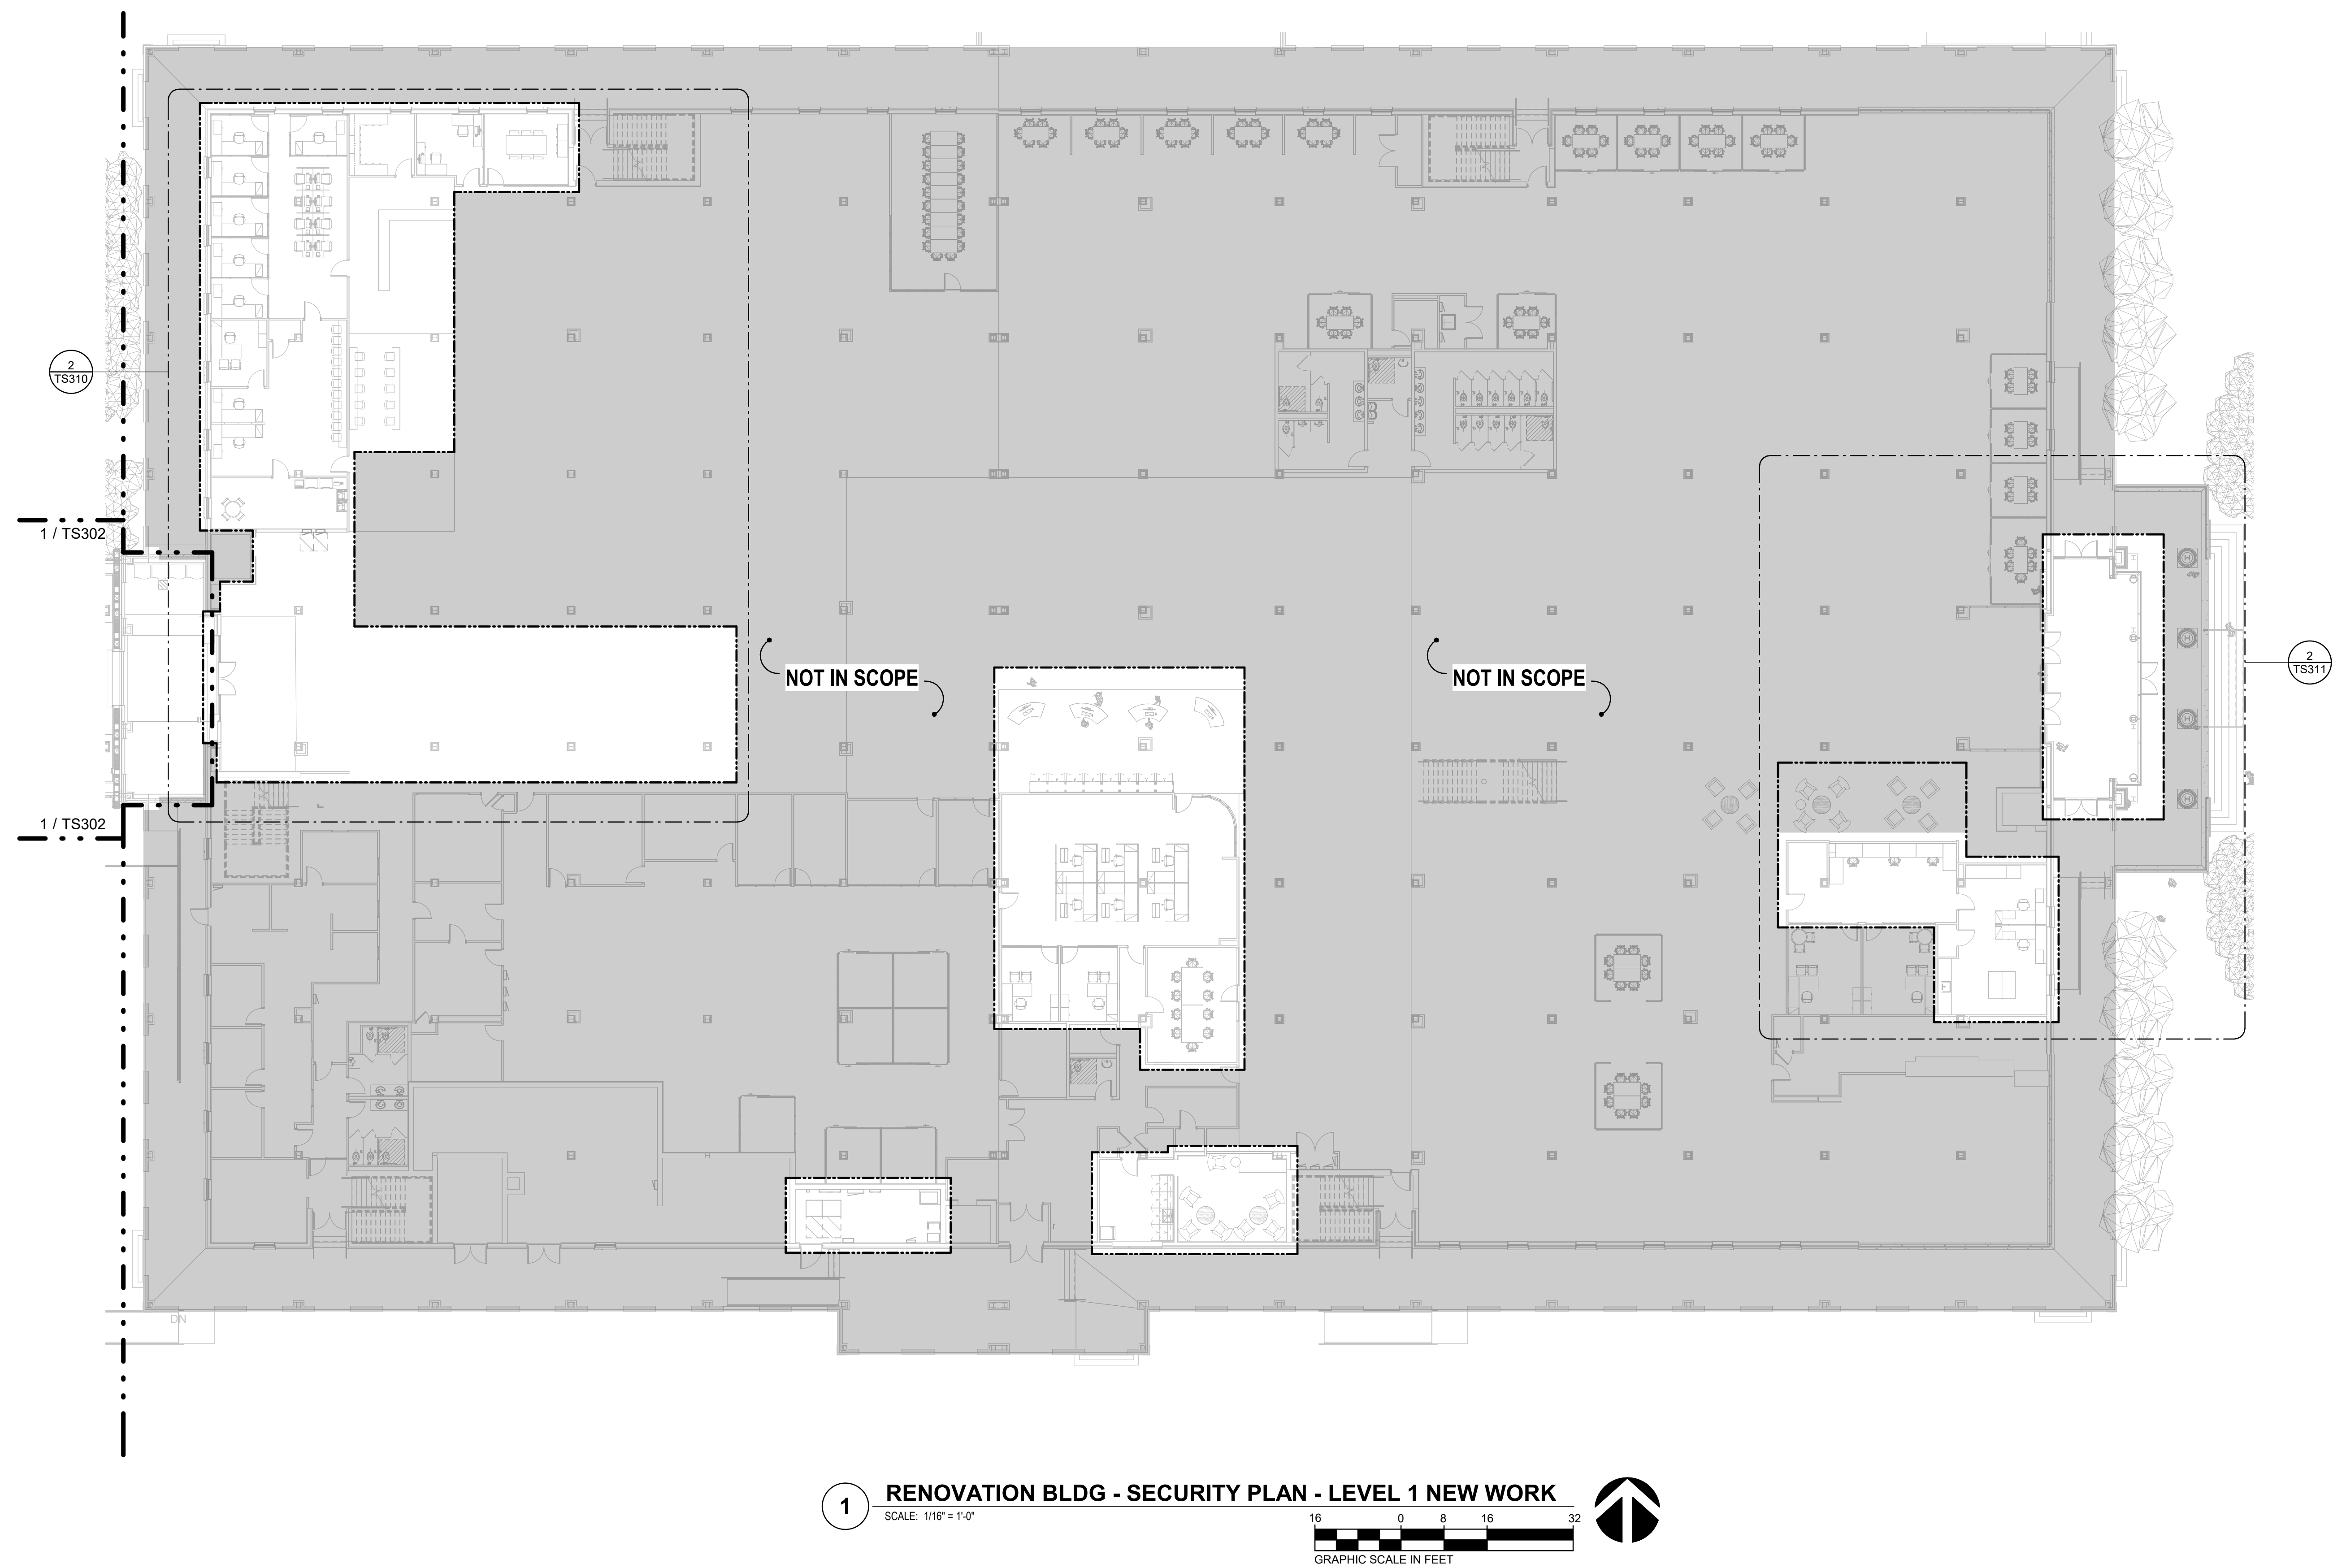 2
TS310
1 / TS302
NOT IN SCOPE
NOT IN SCOPE
2
TS311
1 / TS302
DN
1
RENOVATION BLDG - SECURITY PLAN - LEVEL 1 NEW WORK
SCALE: 1/16" = 1'-0"
16 0 8 16 32
GRAPHIC SCALE IN FEET